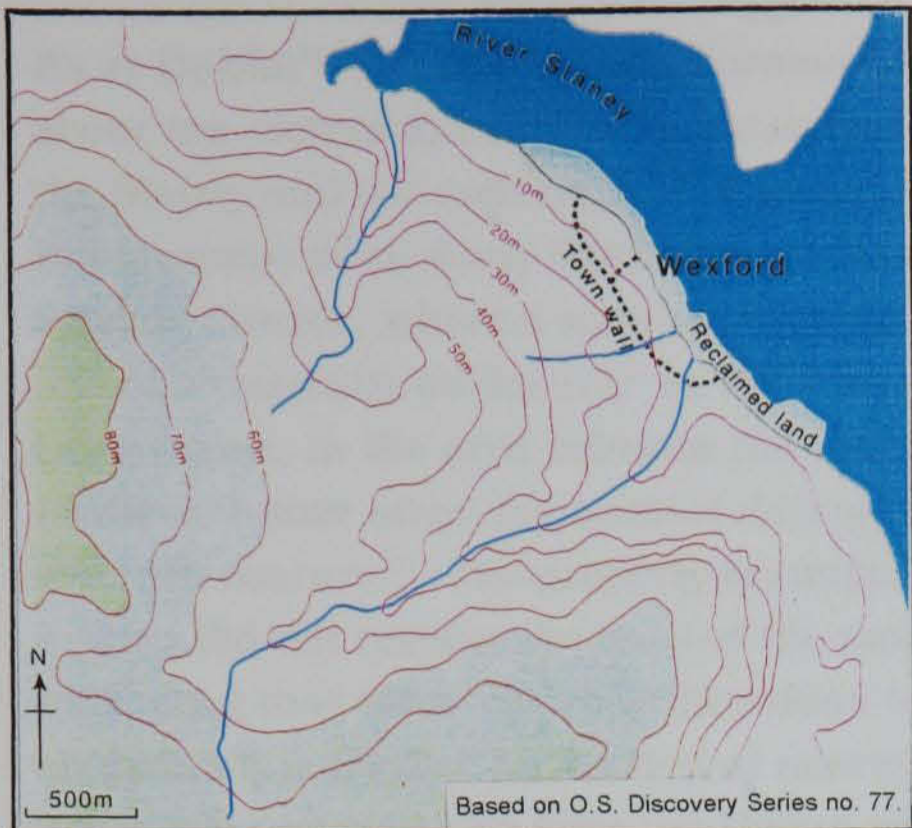 River Slaney
10m
20m
Wexford
Town wall
30m
40m
Reclaimed land
50m
80m
70m
60m
N
500m
Based on O.S. Discovery Series no. 77.